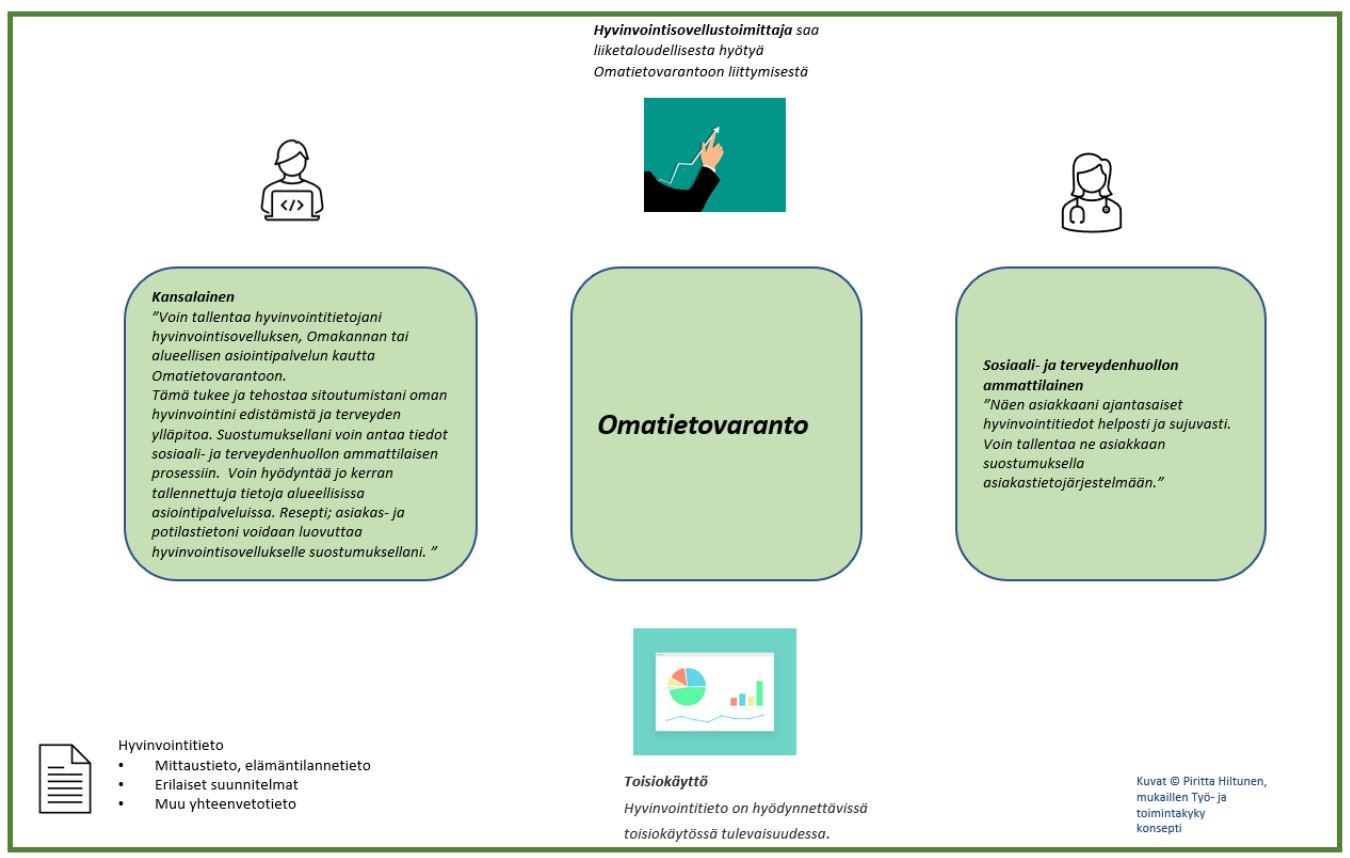 Hyvinvointisovellustoimittaja saa
liiketaloudellisesta hyötyä
Omatietovarantoon liittymisestä
Kansalainen
”Voin tallentaa hyvinvointitietojani
hyvinvointisovelluksen, Omakannan tai
alueellisen asiointipalvelun kautta
Omatietovarantoon.
Tämä tukee ja tehostaa sitoutumistani oman
hyvinvointini edistämistä ja terveyden
ylläpitoa. Suostumuksellani voin antaa tiedot
sosiaali- ja terveydenhuollon ammattilaisen
prosessiin. Voin hyödyntää jo kerran
tallennettuja tietoja alueellisissa
asiointipalveluissa. Resepti; asiakas- ja
potilastietoni voidaan luovuttaa
hyvinvointisovellukselle suostumuksellani. ”
Omatietovaranto
Sosiaali- ja terveydenhuollon
ammattilainen
”Näen asiakkaani ajantasaiset
hyvinvointitiedot helposti ja sujuvasti.
Voin tallentaa ne asiakkaan
suostumuksella
asiakastietojärjestelmään.”
Hyvinvointitieto
• Mittaustieto, elämäntilannetieto
• Erilaiset suunnitelmat
• Muu yhteenvetotieto
Toisiokäyttö
Hyvinvointitieto on hyödynnettävissä
toisiokäytössä tulevaisuudessa.
Kuvat © Piritta Hiltunen,
mukaillen Työ- ja
toimintakyky
konsepti